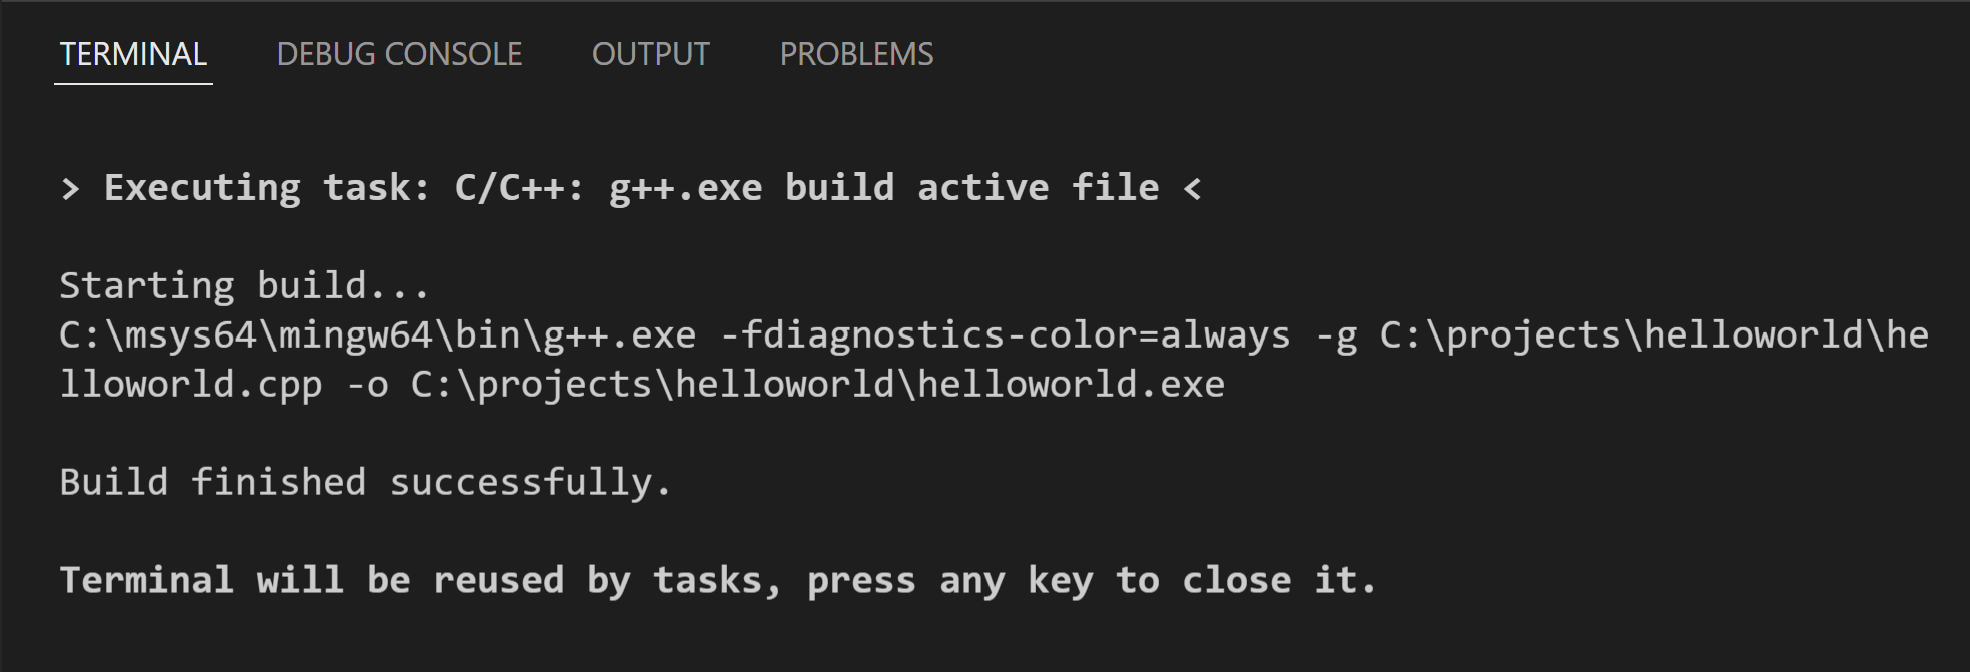 TERMINAL DEBUG CONSOLE OUTPUT PROBLEMS
> Executing task: C/C++: g++.exe build active file <
Starting build...
C:\msys64\mingw64\bin\g++.exe -fdiagnostics-color=always -g C:\projects\helloworld\he
lloworld.cpp -o C:\projects\helloworld\helloworld.exe
Build finished successfully.
Terminal will be reused by tasks, press any key to close it.